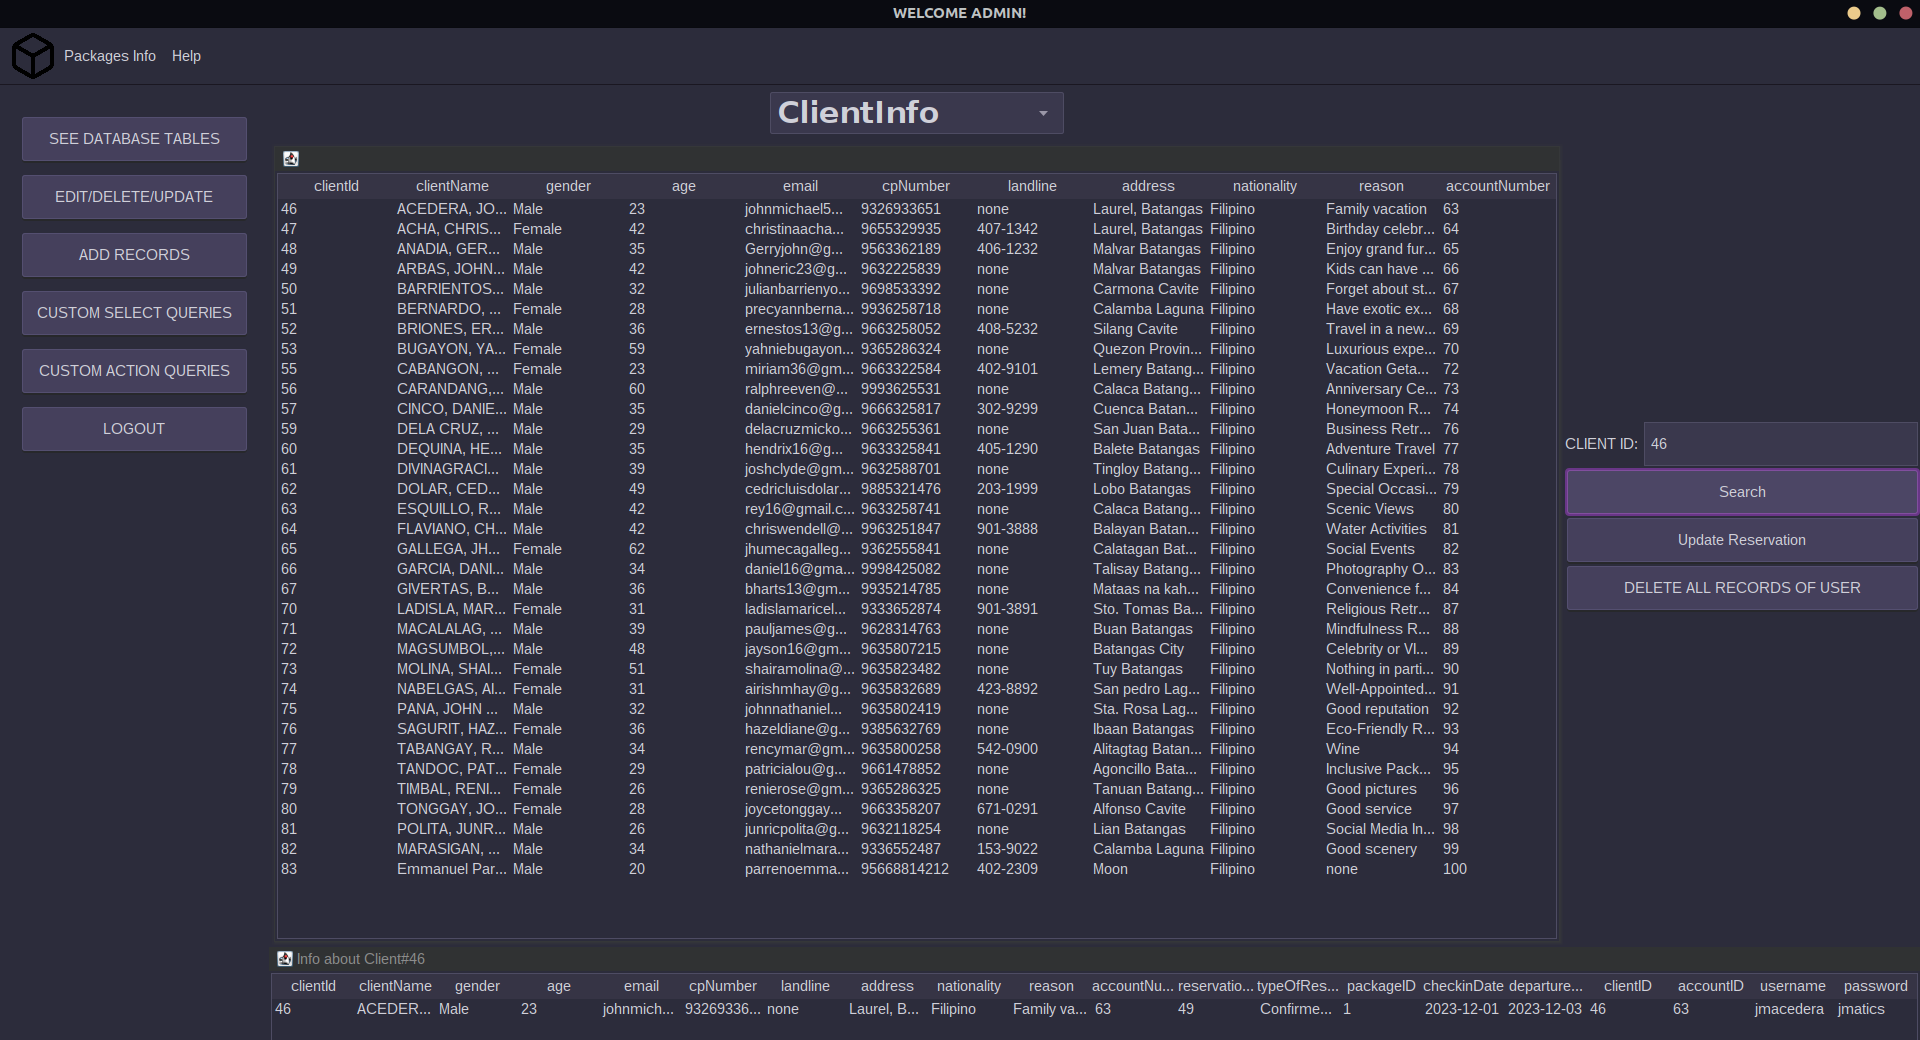 WELCOME ADMIN!
Packages Info Help
ClientInfo
SEE DATABASE TABLES
EDIT/DELETE/UPDATE
ADD RECORDS
CUSTOM SELECT QUERIES
CUSTOM ACTION QUERIES
LOGOUT
clientId clientName gender age email cpNumber landline address nationality reason accountNumber
46 ACEDERA, JO... Male 23 johnmichael5... 9326933651 none Laurel, Batangas Filipino Family vacation 63
47 ACHA, CHRIS... Female 42 christinaacha... 9655329935 407-1342 Laurel, Batangas Filipino Birthday celebr... 64
48 ANADIA, GER... Male 35 Gerryjohn@g... 9563362189 406-1232 Malvar Batangas Filipino Enjoy grand fur... 65
49 ARBAS, JOHN... Male 42 johneric23@g... 9632225839 none Malvar Batangas Filipino Kids can have ... 66
50 BARRIENTOS... Male 32 julianbarrienyo... 9698533392 none Carmona Cavite Filipino Forget about st... 67
51 BERNARDO, ... Female 28 precyannberna... 9936258718 none Calamba Laguna Filipino Have exotic ex... 68
52 BRIONES, ER... Male 36 ernestos13@g... 9663258052 408-5232 Silang Cavite Filipino Travel in a new... 69
53 BUGAYON, YA... Female 59 yahniebugayon... 9365286324 none Quezon Provin... Filipino Luxurious expe... 70
55 CABANGON, ... Female 23 miriam36@gm... 9663322584 402-9101 Lemery Batang... Filipino Vacation Geta... 72
56 CARANDANG,... Male 60 ralphreeven@... 9993625531 none Calaca Batang... Filipino Anniversary Ce... 73
57 CINCO, DANIE... Male 35 danielcinco@g... 9666325817 302-9299 Cuenca Batan... Filipino Honeymoon R... 74
59 DELA CRUZ, ... Male 29 delacruzmicko... 9663255361 none San Juan Bata... Filipino Business Retr... 76
60 DEQUINA, HE... Male 35 hendrix16@g... 9633325841 405-1290 Balete Batangas Filipino Adventure Travel 77
61 DIVINAGRACI... Male 39 joshclyde@gm... 9632588701 none Tingloy Batang... Filipino Culinary Experi... 78
62 DOLAR, CED... Male 49 cedricluisdolar... 9885321476 203-1999 Lobo Batangas Filipino Special Occasi... 79
63 ESQUILLO, R... Male 42 rey16@gmail.c... 9633258741 none Calaca Batang... Filipino Scenic Views 80
64 FLAVIANO, CH... Male 42 chriswendell@... 9963251847 901-3888 Balayan Batan... Filipino Water Activities 81
65 GALLEGA, JH... Female 62 jhumecagalleg... 9362555841 none Calatagan Bat... Filipino Social Events 82
66 GARCIA, DANI... Male 34 daniel16@gma... 9998425082 none Talisay Batang... Filipino Photography O... 83
67 GIVERTAS, B... Male 36 bharts13@gm... 9935214785 none Mataas na kah... Filipino Convenience f... 84
70 LADISLA, MAR... Female 31 ladislamaricel... 9333652874 901-3891 Sto. Tomas Ba... Filipino Religious Retr... 87
71 MACALALAG, ... Male 39 pauljames@g... 9628314763 none Buan Batangas Filipino Mindfulness R... 88
72 MAGSUMBOL,... Male 48 jayson16@gm... 9635807215 none Batangas City Filipino Celebrity or VI... 89
73 MOLINA, SHAI... Female 51 shairamolina@... 9635823482 none Tuy Batangas Filipino Nothing in parti... 90
74 NABELGAS, AI... Female 31 airishmhay@g... 9635832689 423-8892 San pedro Lag... Filipino Well-Appointed... 91
75 PANA, JOHN ... Male 32 johnnathaniel... 9635802419 none Sta. Rosa Lag... Filipino Good reputation 92
76 SAGURIT, HAZ... Female 36 hazeldiane@g... 9385632769 none Ibaan Batangas Filipino Eco-Friendly R... 93
77 TABANGAY, R... Male 34 rencymar@gm... 9635800258 542-0900 Alitagtag Batan... Filipino Wine 94
78 TANDOC, PAT... Female 29 patricialou@g... 9661478852 none Agoncillo Bata... Filipino Inclusive Pack... 95
79 TIMBAL, RENI... Female 26 renierose@gm... 9365286325 none Tanuan Batang... Filipino Good pictures 96
80 TONGGAY, JO... Female 28 joycetonggay... 9663358207 671-0291 Alfonso Cavite Filipino Good service 97
81 POLITA, JUNR... Male 26 junricpolita@g... 9632118254 none Lian Batangas Filipino Social Media In... 98
82 MARASIGAN, ... Male 34 nathanielmara... 9336552487 153-9022 Calamba Laguna Filipino Good scenery 99
83 Emmanuel Par... Male 20 parrenoemma... 95668814212 402-2309 Moon Filipino none 100
CLIENT ID: 46
Search
Update Reservation
DELETE ALL RECORDS OF USER
Info about Client#46
clientId clientName gender age email cpNumber landline address nationality reason accountNu... reservatio... typeOfRes... packageID checkinDate departure... clientID accountID username password
46 ACEDER... Male 23 johnmich... 93269336... none Laurel, B... Filipino Family va... 63 49 Confirme... 1 2023-12-01 2023-12-03 46 63 jmacedera jmatics